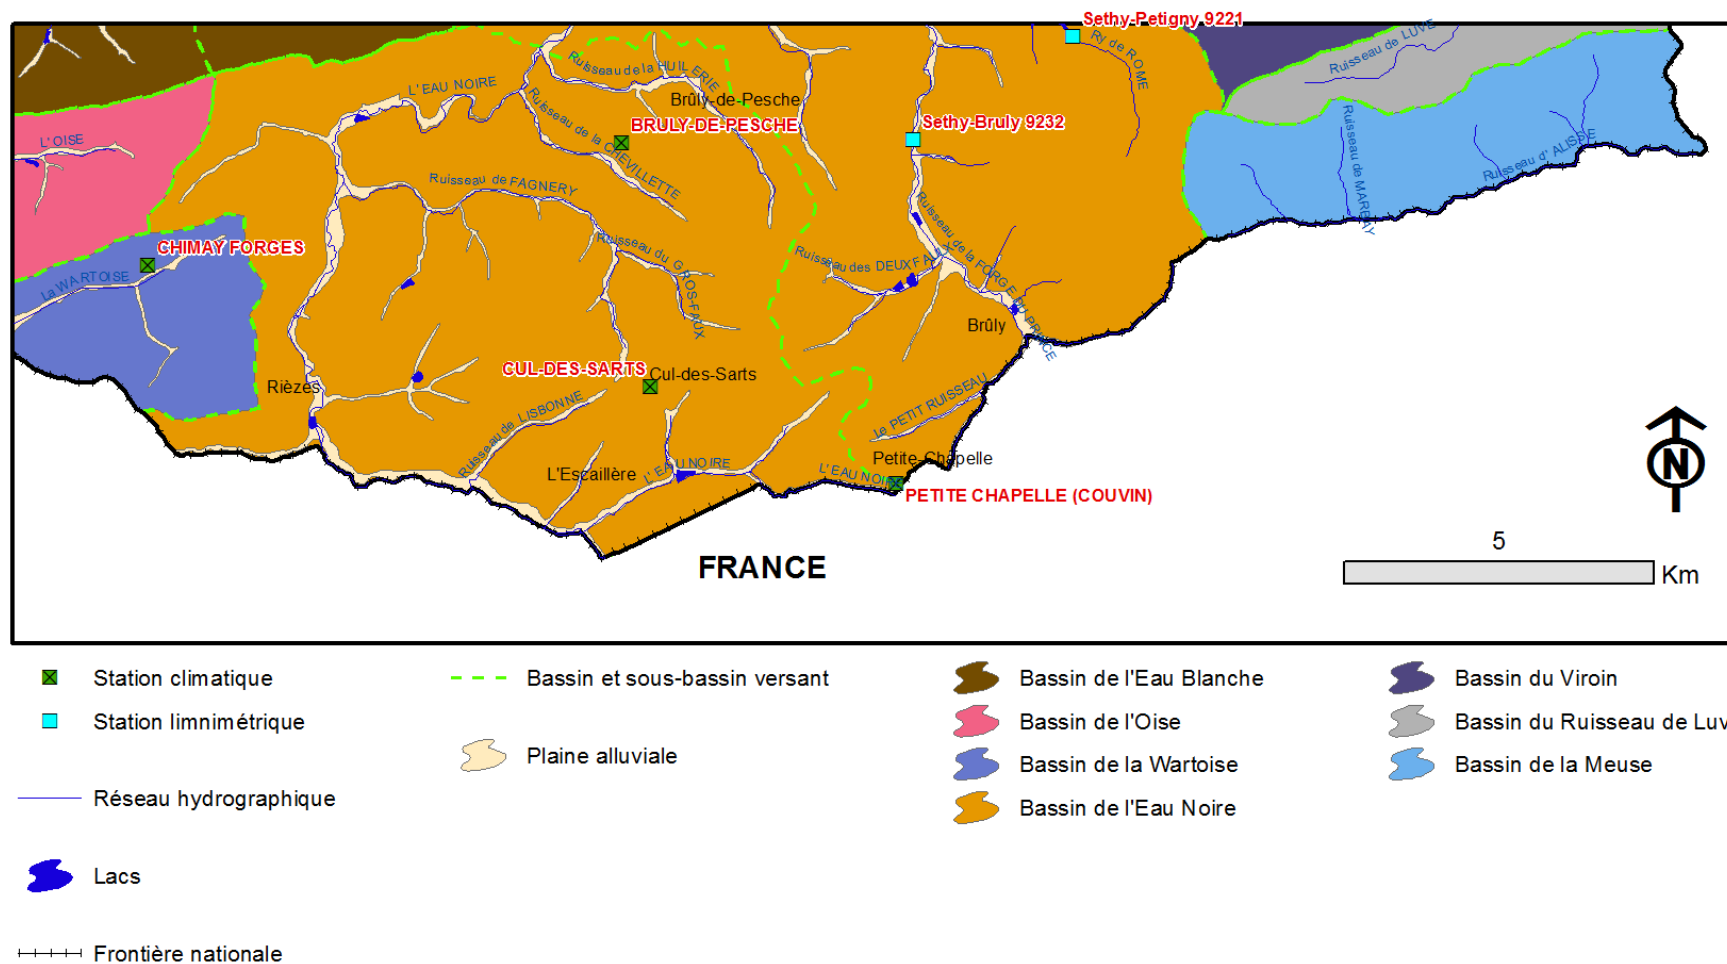 Sethy-Petigny 9221
Ruisseau de LUVE
Ry de ROME
L'EAU NOIRE
Ruisseau de la HUILERIE
Brûly-de-Pesche
BRULY-DE-PESCHE
Sethy-Bruly 9232
Ruisseau de la CHEVILLETTE
Ruisseau de MARBAY
Ruisseau d'ALISSE
L'OISE
Ruisseau de FAGNERY
CHIMAY FORGES
La WARTOISE
Ruisseau du GROS-FAUX
Ruisseau des DEUX FAUX
Ruisseau de la FORGE DU PRINCE
Brûly
CUL-DES-SARTS
Cul-des-Sarts
Rièzes
Ruisseau de LISBONNE
Le PETIT RUISSEAU
L'Escaillère
L'EAU NOIRE
Petite-Chapelle
L'EAU NOIRE
PETITE CHAPELLE (COUVIN)
N
FRANCE
5
Km
Station climatique
Bassin et sous-bassin versant
Bassin de l'Eau Blanche
Bassin du Viroin
Station limnimétrique
Bassin de l'Oise
Bassin du Ruisseau de Luv
Plaine alluviale
Bassin de la Wartoise
Bassin de la Meuse
Réseau hydrographique
Bassin de l'Eau Noire
Lacs
Frontière nationale